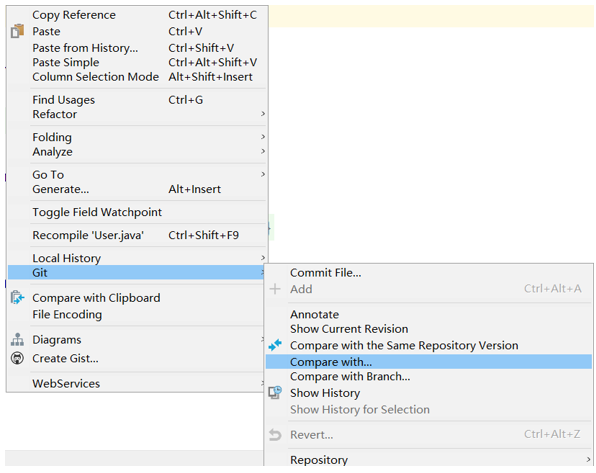 Copy Reference Ctrl+Alt+Shift+C
Paste Ctrl+V
Paste from History... Ctrl+Shift+V
Paste Simple Ctrl+Alt+Shift+V
Column Selection Mode Alt+Shift+Insert
Find Usages Ctrl+G
Refactor
Folding
Analyze
Go To
Generate... Alt+Insert
Toggle Field Watchpoint
Recompile 'User.java' Ctrl+Shift+F9
Local History
Git
Compare with Clipboard
File Encoding
Diagrams
Create Gist...
WebServices
Commit File...
Add Ctrl+Alt+A
Annotate
Show Current Revision
Compare with the Same Repository Version
Compare with...
Compare with Branch...
Show History
Show History for Selection
Revert... Ctrl+Alt+Z
Repository